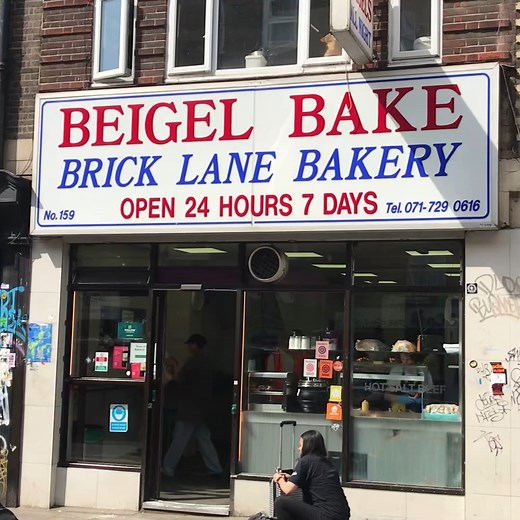 BEIGEL BAKE
BRICK LANE BAKERY
No. 159
OPEN 24 HOURS 7 DAYS
Tel. 071-729 0616
HOT SALT BEEF